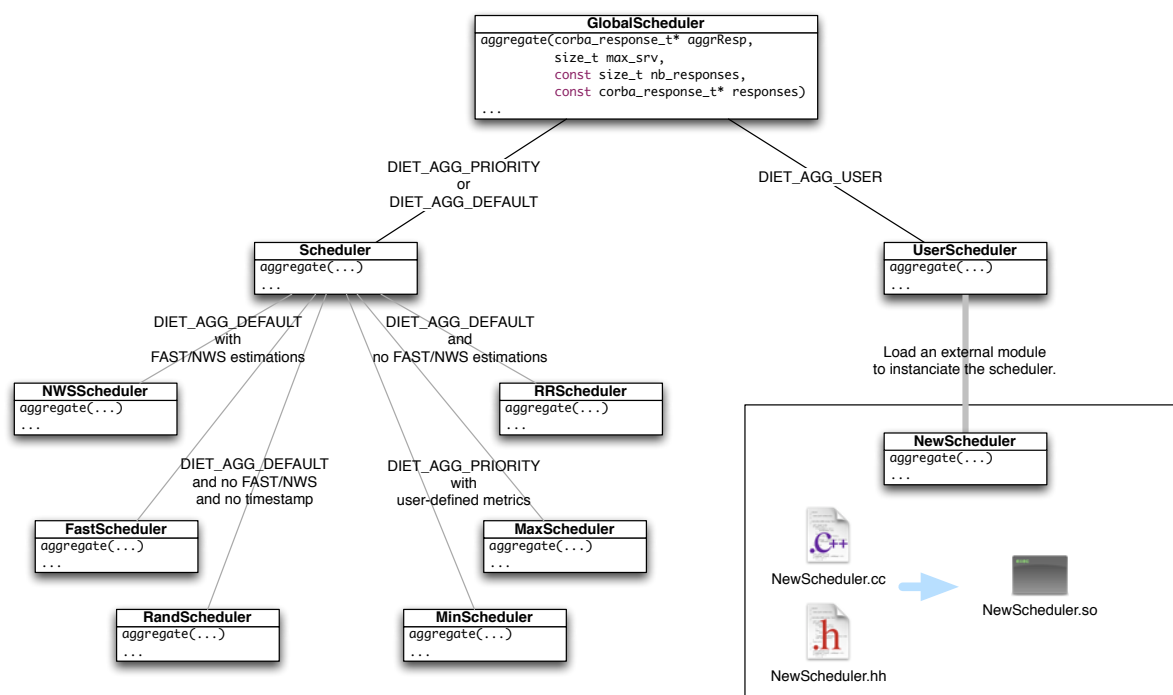 GlobalScheduler
aggregate(corba_response_t* aggrResp,
size_t max_srv,
const size_t nb_responses,
const corba_response_t* responses)
...
DIET_AGG_PRIORITY
or
DIET_AGG_DEFAULT
DIET_AGG_USER
Scheduler
aggregate(...)
...
UserScheduler
aggregate(...)
...
DIET_AGG_DEFAULT
with
FAST/NWS estimations
DIET_AGG_DEFAULT
and
no FAST/NWS estimations
Load an external module
to instanciate the scheduler.
NWSScheduler
aggregate(...)
...
RRScheduler
aggregate(...)
...
NewScheduler
aggregate(...)
...
DIET_AGG_DEFAULT
and no FAST/NWS
and no timestamp
DIET_AGG_PRIORITY
with
user-defined metrics
FastScheduler
aggregate(...)
...
MaxScheduler
aggregate(...)
...
.C++
NewScheduler.cc
NewScheduler.so
RandScheduler
aggregate(...)
...
MinScheduler
aggregate(...)
...
.h
NewScheduler.hh